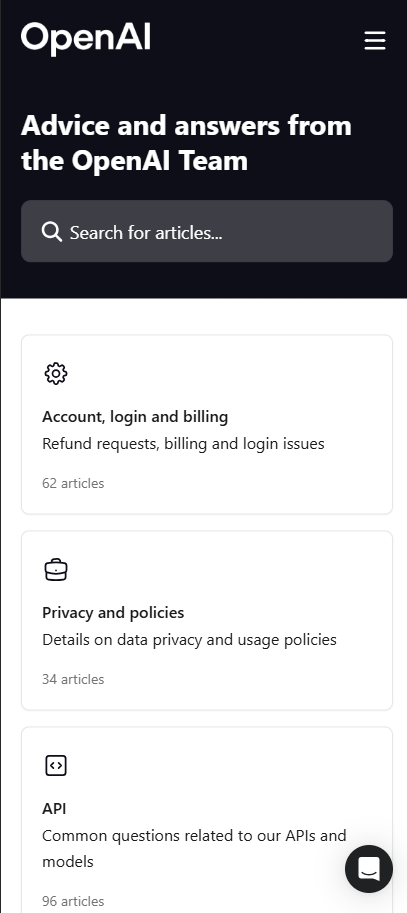 OpenAI
Advice and answers from
the OpenAI Team
Search for articles...
Account, login and billing
Refund requests, billing and login issues
62 articles
Privacy and policies
Details on data privacy and usage policies
34 articles
API
Common questions related to our APIs and
models
96 articles